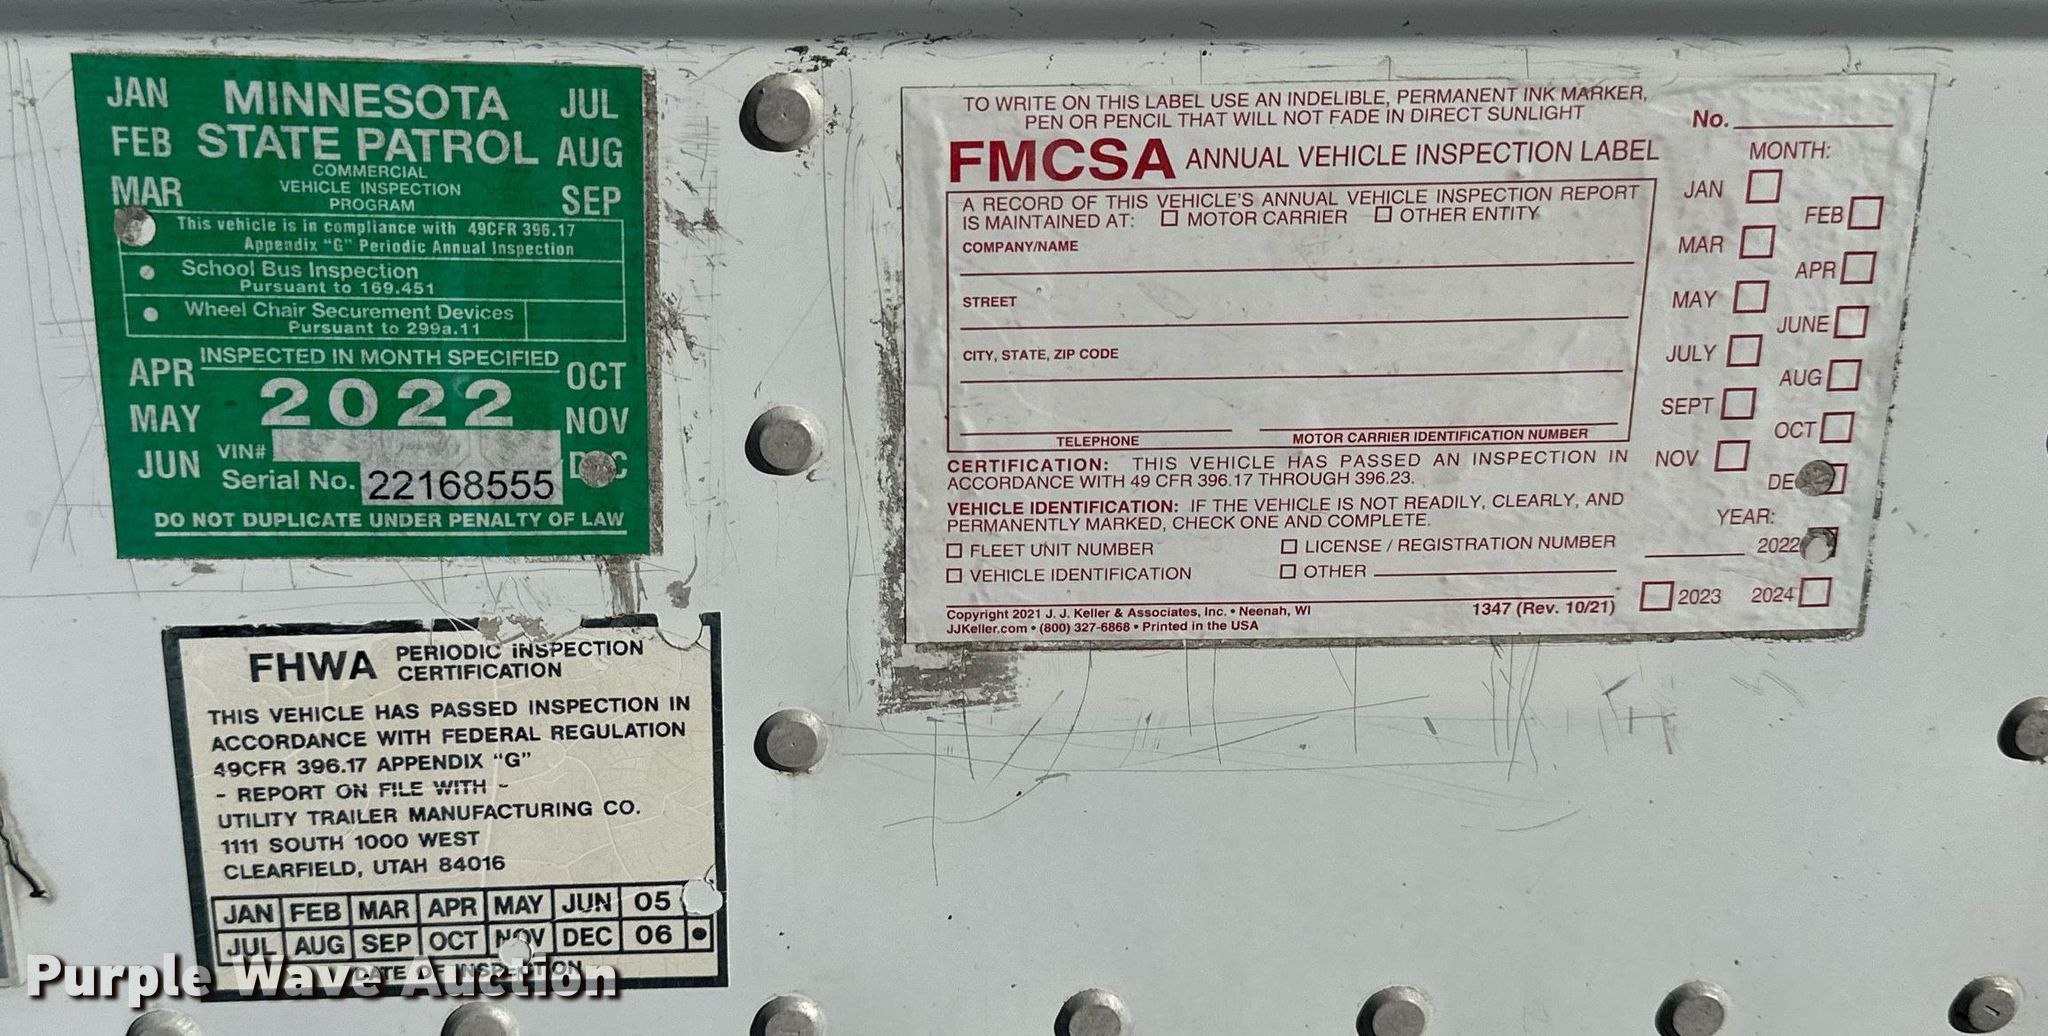 JAN
FEB
MAR
MINNESOTA
STATE PATROL
COMMERCIAL
VEHICLE INSPECTION
PROGRAM
JUL
AUG
SEP
This vehicle is in compliance with 49CFR 396.17
Appendix "G" Periodic Annual Inspection
School Bus Inspection
Pursuant to 169.451
Wheel Chair Securement Devices
Pursuant to 299a.11
INSPECTED IN MONTH SPECIFIED
APR
MAY
JUN
2022
OCT
NOV
VIN#
Serial No. 22168555
DO NOT DUPLICATE UNDER PENALTY OF LAW
FHWA PERIODIC INSPECTION
CERTIFICATION
THIS VEHICLE HAS PASSED INSPECTION IN
ACCORDANCE WITH FEDERAL REGULATION
49CFR 396.17 APPENDIX "G"
- REPORT ON FILE WITH -
UTILITY TRAILER MANUFACTURING CO.
1111 SOUTH 1000 WEST
CLEARFIELD, UTAH 84016
JAN FEB MAR APR MAY JUN 05
JUL AUG SEP OCT NOV DEC 06
DATE OF INSPECTION
TO WRITE ON THIS LABEL USE AN INDELIBLE, PERMANENT INK MARKER,
PEN OR PENCIL THAT WILL NOT FADE IN DIRECT SUNLIGHT
FMCSA ANNUAL VEHICLE INSPECTION LABEL
A RECORD OF THIS VEHICLE'S ANNUAL VEHICLE INSPECTION REPORT
IS MAINTAINED AT: MOTOR CARRIER OTHER ENTITY
COMPANY/NAME
STREET
CITY, STATE, ZIP CODE
TELEPHONE MOTOR CARRIER IDENTIFICATION NUMBER
CERTIFICATION: THIS VEHICLE HAS PASSED AN INSPECTION IN
ACCORDANCE WITH 49 CFR 396.17 THROUGH 396.23.
VEHICLE IDENTIFICATION: IF THE VEHICLE IS NOT READILY, CLEARLY, AND
PERMANENTLY MARKED, CHECK ONE AND COMPLETE.
FLEET UNIT NUMBER LICENSE / REGISTRATION NUMBER
VEHICLE IDENTIFICATION OTHER
Copyright 2021 J. J. Keller & Associates, Inc. • Neenah, WI
JJKeller.com • (800) 327-6868 • Printed in the USA
1347 (Rev. 10/21)
No.
MONTH:
JAN
FEB
MAR
APR
MAY
JUNE
JULY
AUG
SEPT
OCT
NOV
YEAR:
2022
2023 2024
Purple Wave Auction